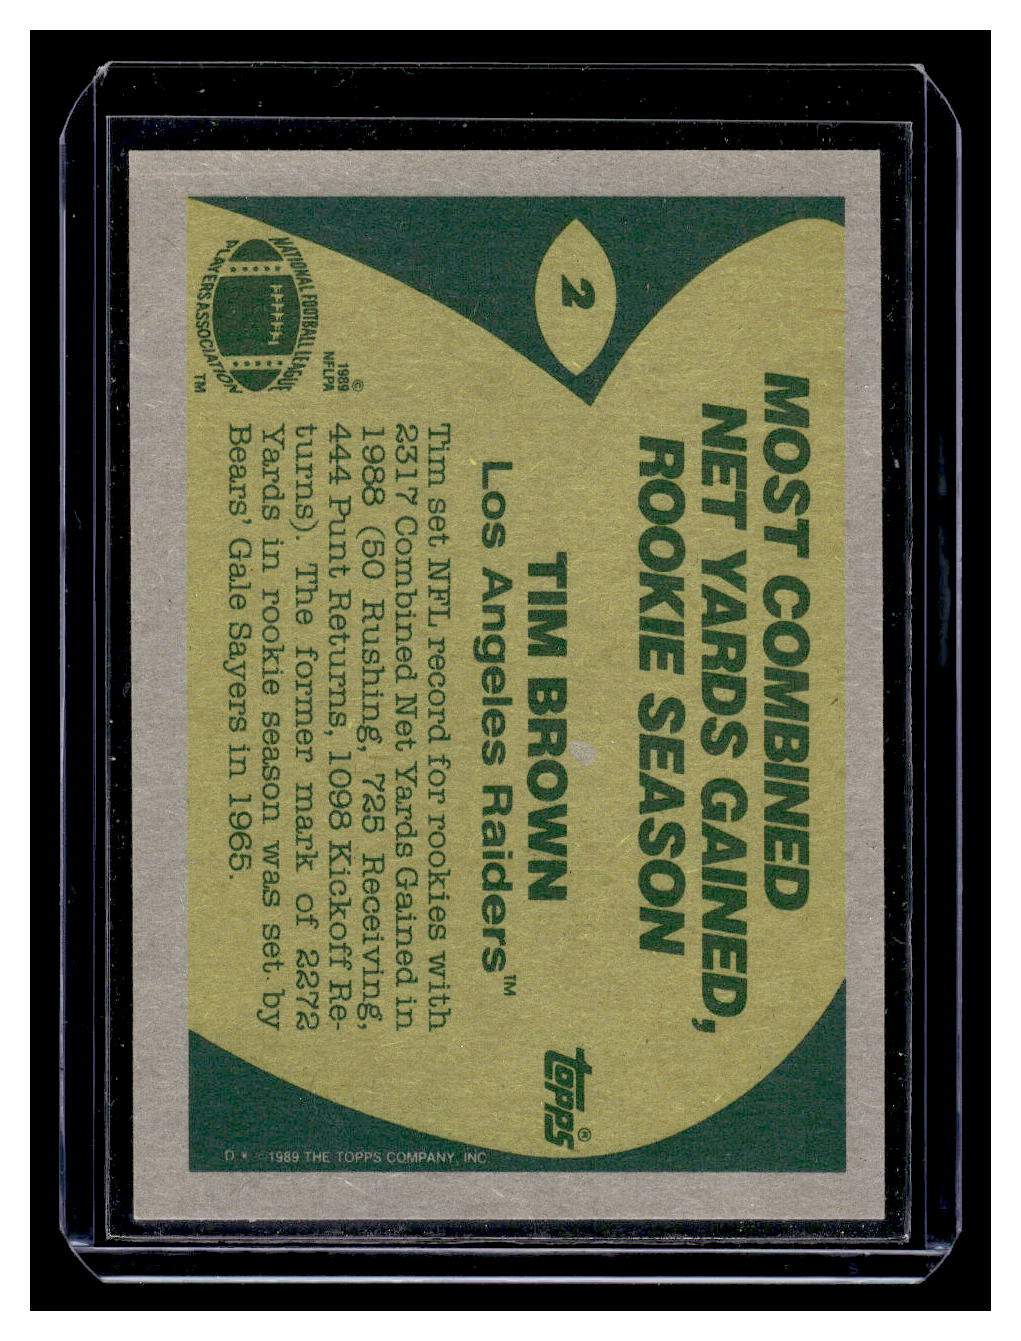 2
MOST COMBINED
NET YARDS GAINED,
ROOKIE SEASON
TIM BROWN
Los Angeles Raiders™
topps®
Tim set NFL record for rookies with
2317 Combined Net Yards Gained in
1988 (50 Rushing, 725 Receiving,
444 Punt Returns, 1098 Kickoff Re-
turns). The former mark of 2272
Yards in rookie season was set by
Bears' Gale Sayers in 1965.
NATIONAL FOOTBALL LEAGUE
PLAYERS ASSOCIATION
TM
©
1989
NFLPA
D * © 1989 THE TOPPS COMPANY, INC.